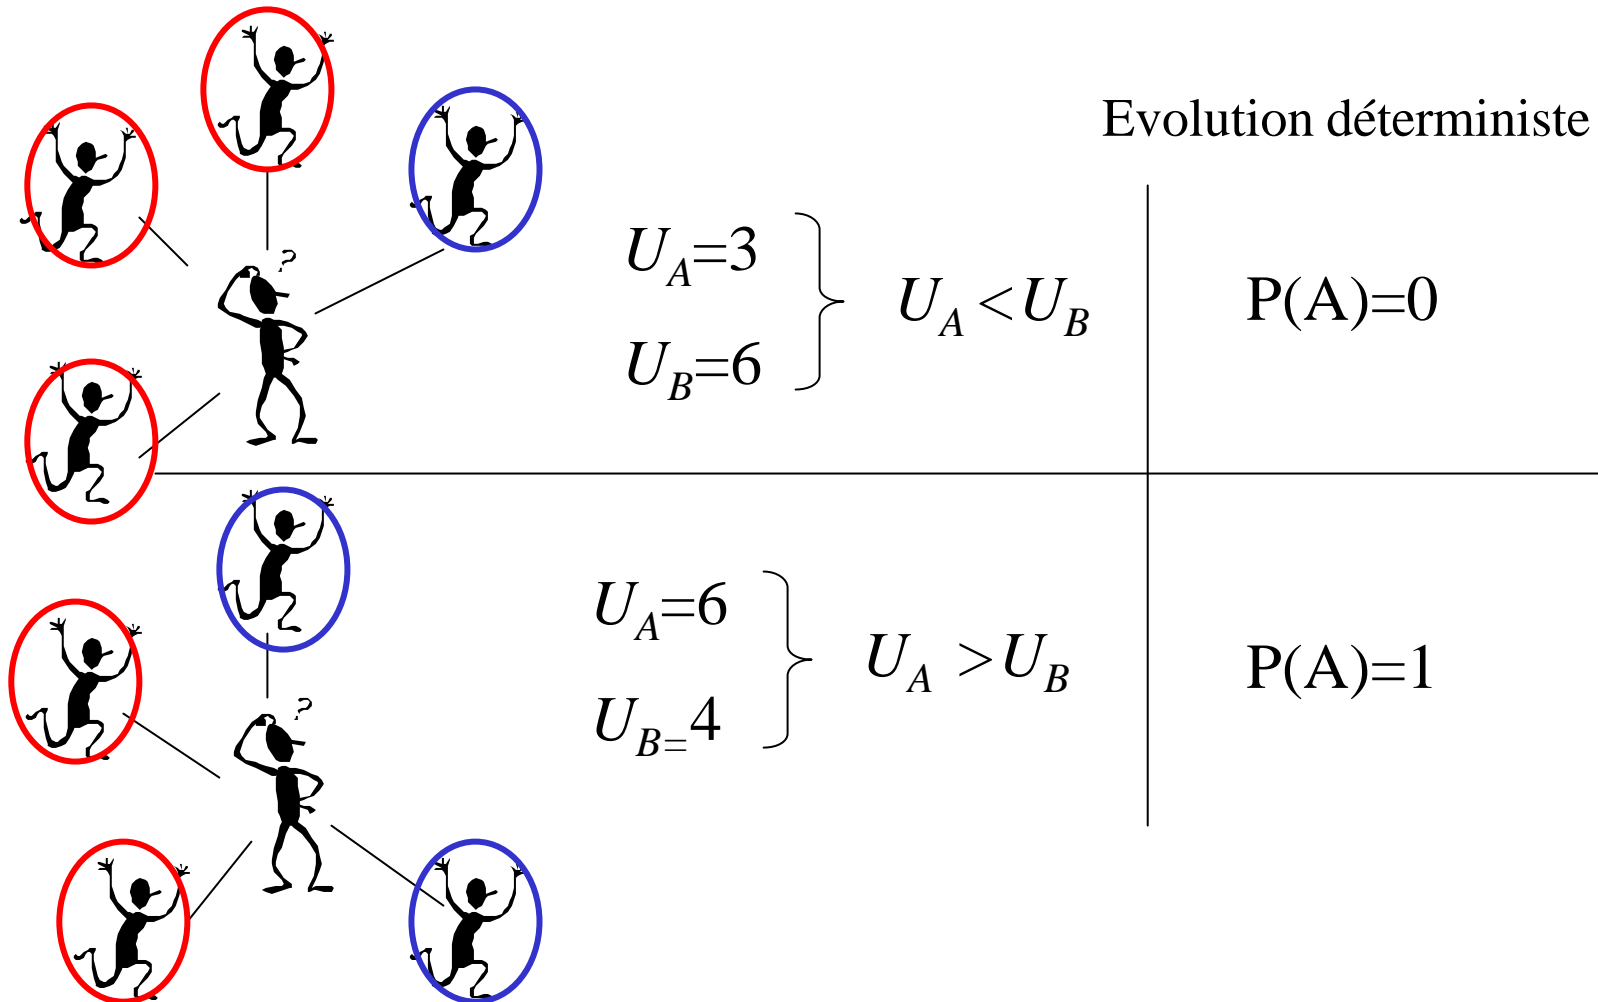 Evolution déterministe
?
U_A=3
U_B=6
U_A<U_B
P(A)=0
?
U_A=6
U_B=4
U_A >U_B
P(A)=1